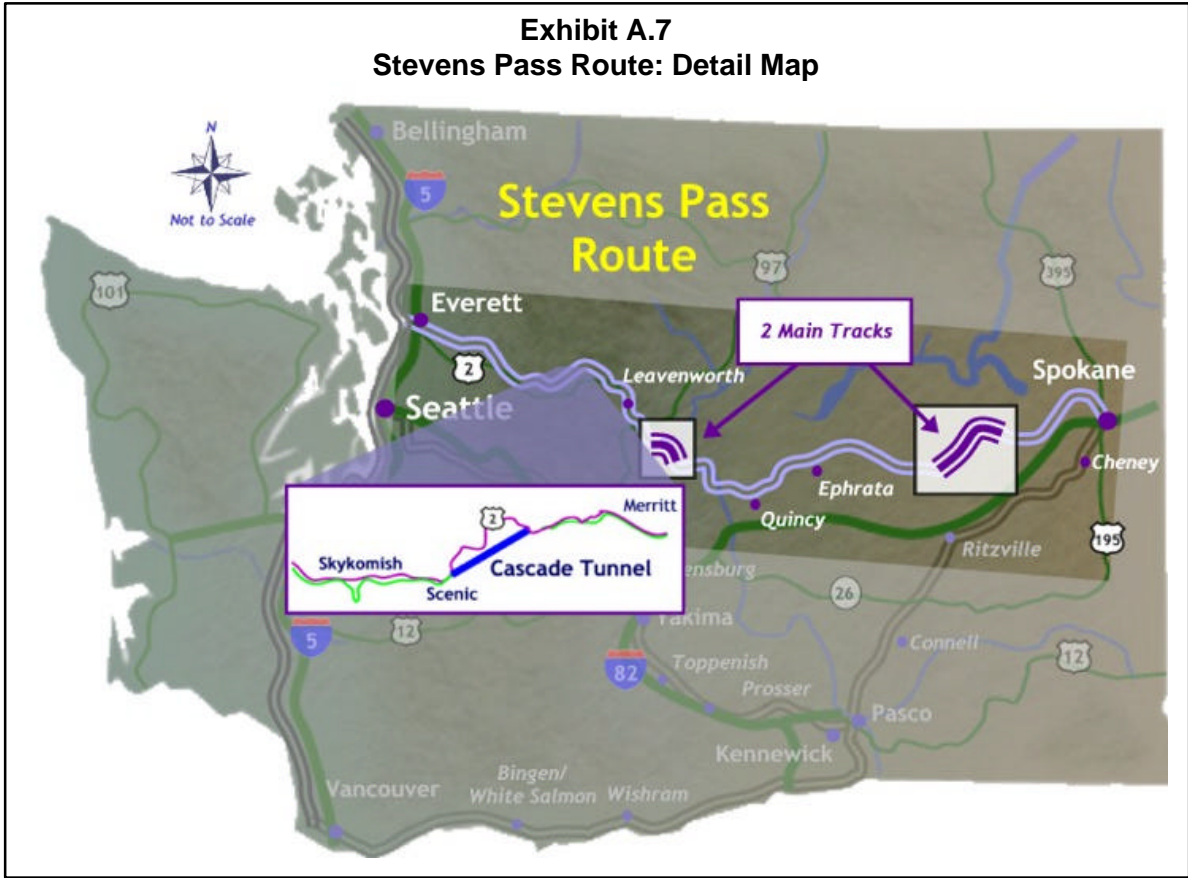 Exhibit A.7
Stevens Pass Route: Detail Map
N
Not to Scale
Bellingham
5
Stevens Pass
Route
97
395
101
Everett
2 Main Tracks
2
Leavenworth
Spokane
Seattle
Cheney
Ephrata
Quincy
2
Merritt
Skykomish
Cascade Tunnel
Scenic
195
Ritzville
ensburg
26
5
12
Yakima
Connell
82
Toppenish
12
Prosser
Pasco
Kennewick
Vancouver
Bingen/
White Salmon
Wishram